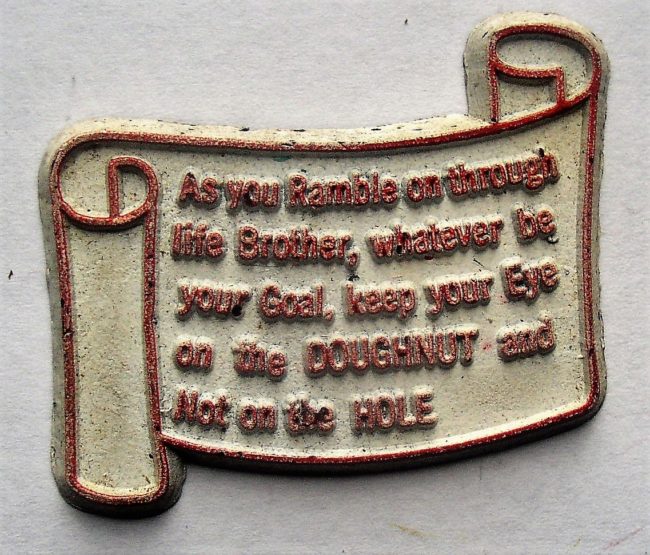 As you Ramble on through
life Brother, whatever be
your Goal, keep your Eye
on the DOUGHNUT and
Not on the HOLE